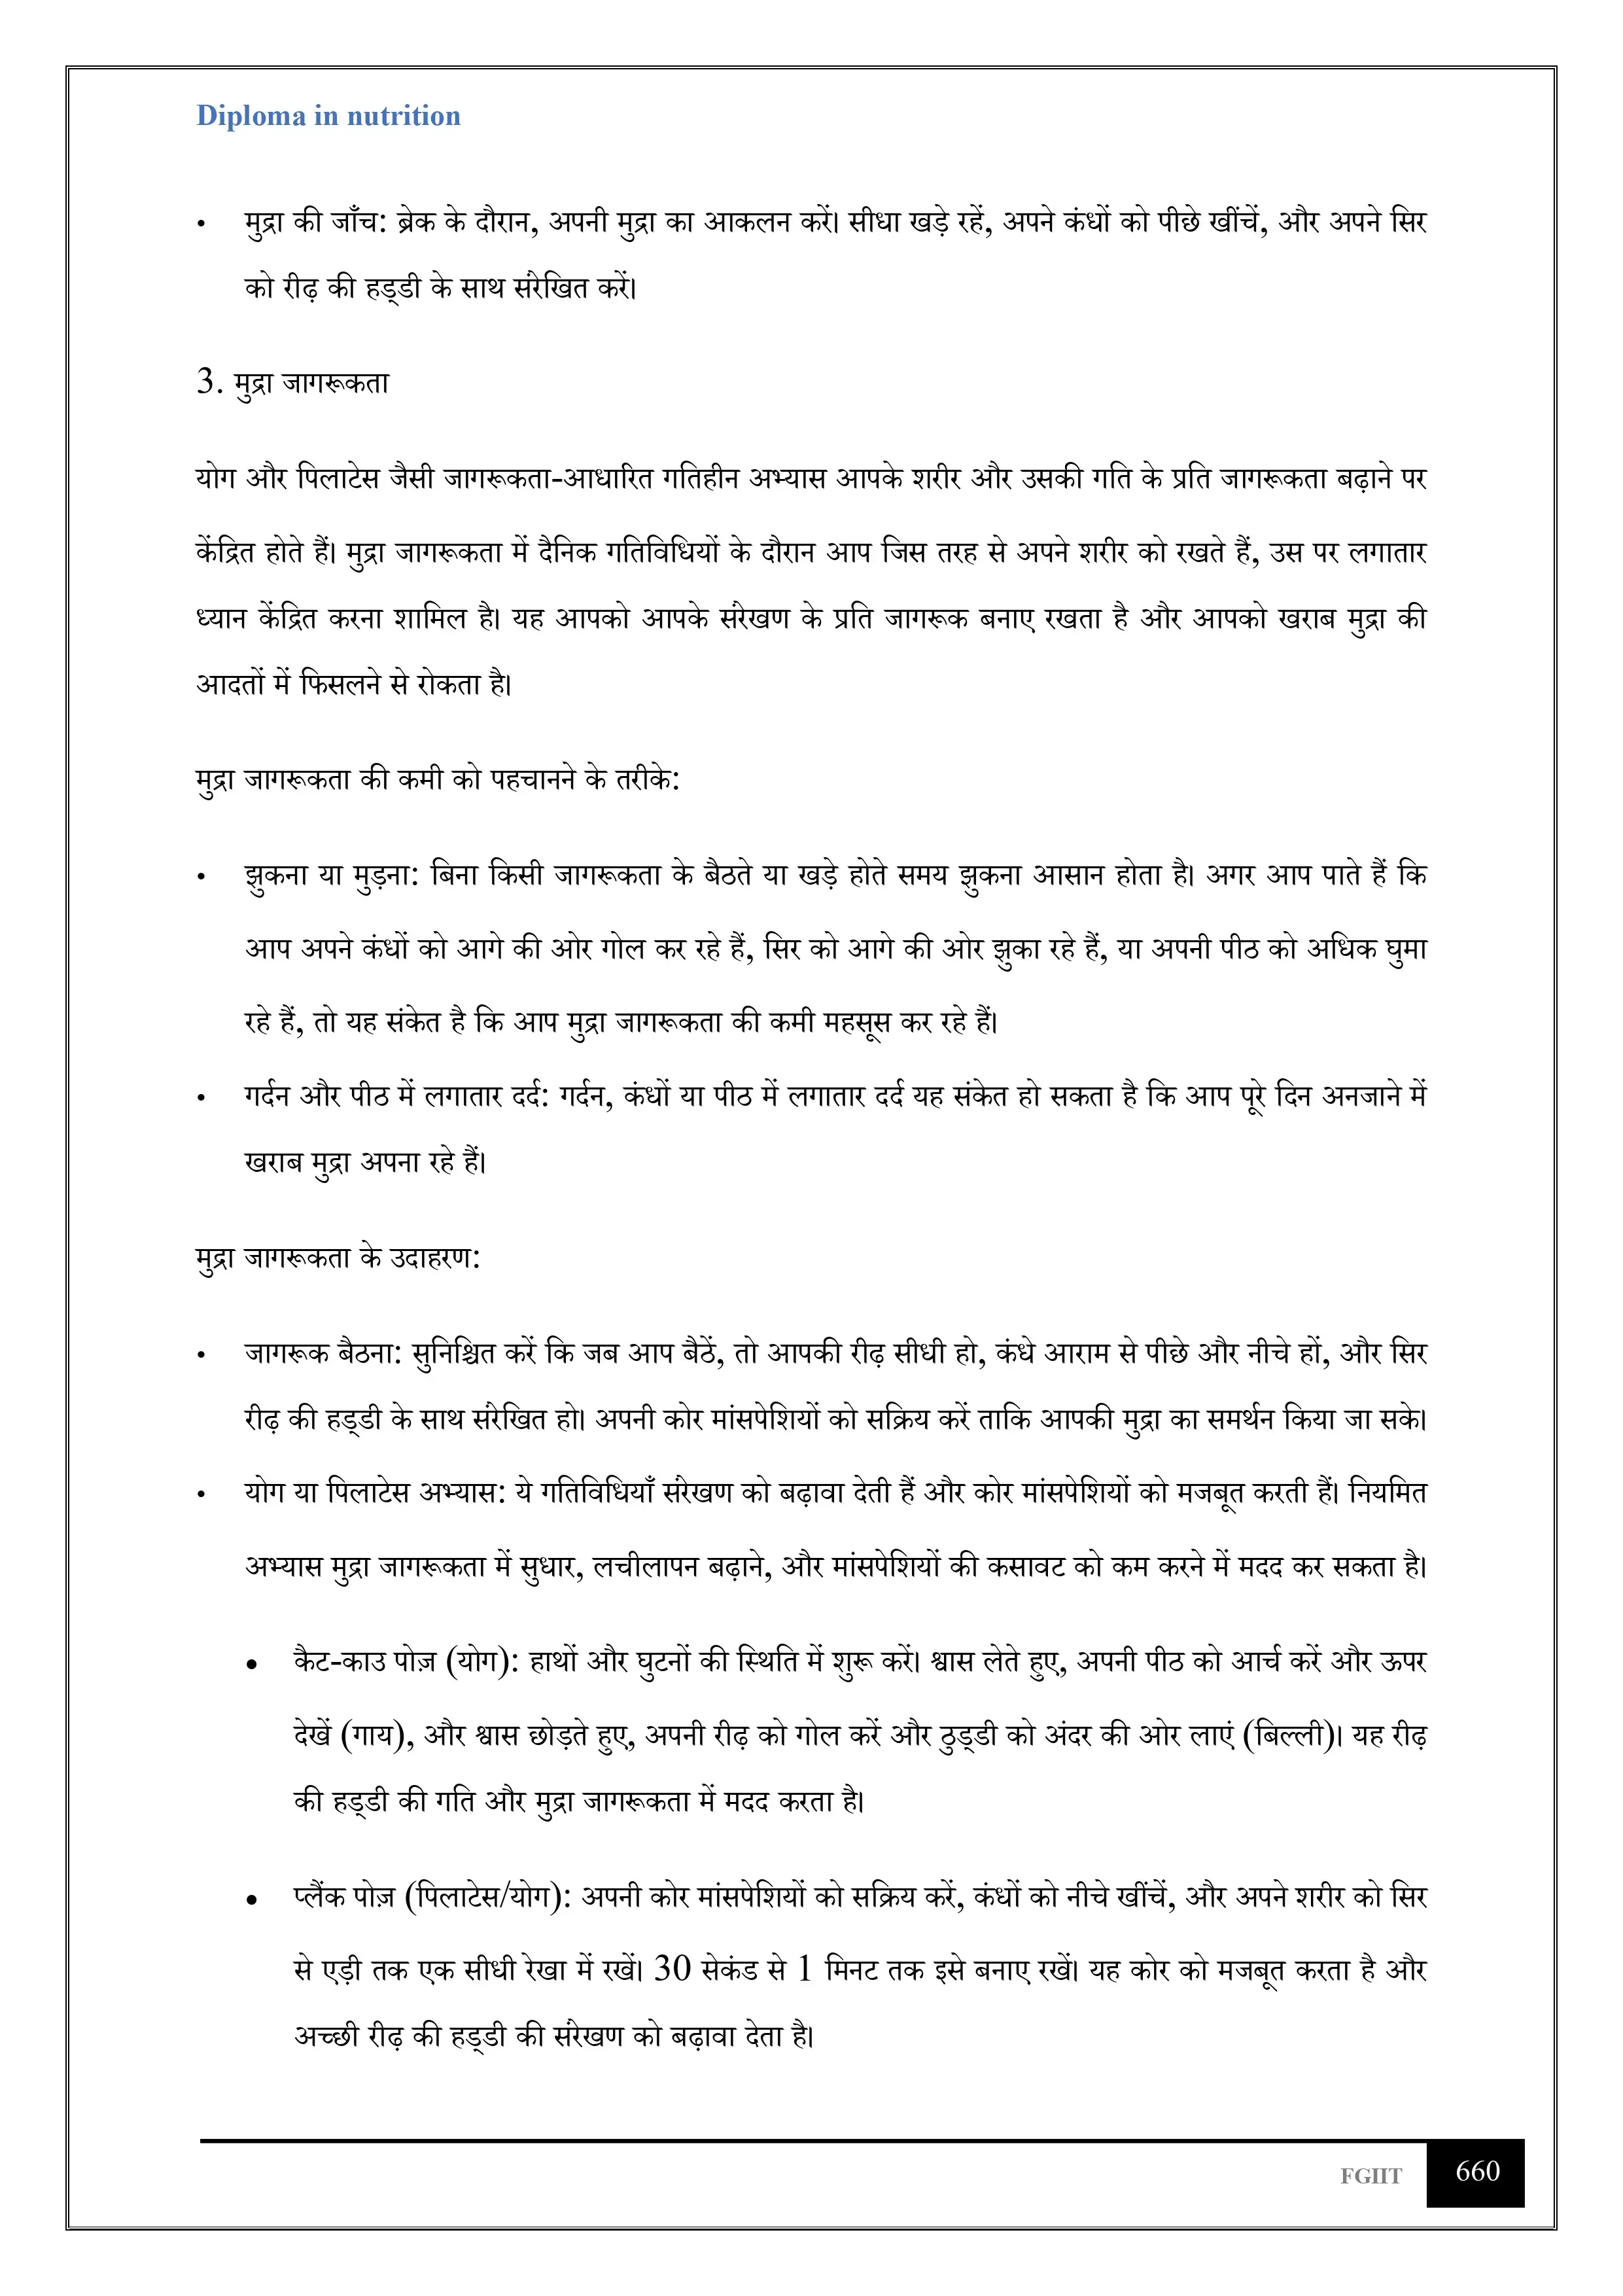 Diploma in nutrition
• मुद्रा की जाँच: ब्रेक के दौरान, अपनी मुद्रा का आकलन करें। सीधा खड़े रहें, अपने कंधों को पीछे खींचें, और अपने सिर
को रीढ़ की हड्डी के साथ संरेखित करें।
3. मुद्रा जागरूकता
योग और पिलाटेस जैसी जागरूकता-आधारित गतिहीन अभ्यास आपके शरीर और उसकी गति के प्रति जागरूकता बढ़ाने पर
केंद्रित होते हैं। मुद्रा जागरूकता में दैनिक गतिविधियों के दौरान आप जिस तरह से अपने शरीर को रखते हैं, उस पर लगातार
ध्यान केंद्रित करना शामिल है। यह आपको आपके संरेखण के प्रति जागरूक बनाए रखता है और आपको खराब मुद्रा की
आदतों में फिसलने से रोकता है।
मुद्रा जागरूकता की कमी को पहचानने के तरीके:
• झुकना या मुड़ना: बिना किसी जागरूकता के बैठते या खड़े होते समय झुकना आसान होता है। अगर आप पाते हैं कि
आप अपने कंधों को आगे की ओर गोल कर रहे हैं, सिर को आगे की ओर झुका रहे हैं, या अपनी पीठ को अधिक घुमा
रहे हैं, तो यह संकेत है कि आप मुद्रा जागरूकता की कमी महसूस कर रहे हैं।
• गर्दन और पीठ में लगातार दर्द: गर्दन, कंधों या पीठ में लगातार दर्द यह संकेत हो सकता है कि आप पूरे दिन अनजाने में
खराब मुद्रा अपना रहे हैं।
मुद्रा जागरूकता के उदाहरण:
• जागरूक बैठना: सुनिश्चित करें कि जब आप बैठें, तो आपकी रीढ़ सीधी हो, कंधे आराम से पीछे और नीचे हों, और सिर
रीढ़ की हड्डी के साथ संरेखित हो। अपनी कोर मांसपेशियों को सक्रिय करें ताकि आपकी मुद्रा का समर्थन किया जा सके।
• योग या पिलाटेस अभ्यास: ये गतिविधियाँ संरेखण को बढ़ावा देती हैं और कोर मांसपेशियों को मजबूत करती हैं। नियमित
अभ्यास मुद्रा जागरूकता में सुधार, लचीलापन बढ़ाने, और मांसपेशियों की कसावट को कम करने में मदद कर सकता है।
• कैट-काउ पोज़ (योग): हाथों और घुटनों की स्थिति में शुरू करें। श्वास लेते हुए, अपनी पीठ को आर्च करें और ऊपर
देखें (गाय), और श्वास छोड़ते हुए, अपनी रीढ़ को गोल करें और ठुड्डी को अंदर की ओर लाएं (बिल्ली)। यह रीढ़
की हड्डी की गति और मुद्रा जागरूकता में मदद करता है।
• प्लैंक पोज़ (पिलाटेस/योग): अपनी कोर मांसपेशियों को सक्रिय करें, कंधों को नीचे खींचें, और अपने शरीर को सिर
से एड़ी तक एक सीधी रेखा में रखें। 30 सेकंड से 1 मिनट तक इसे बनाए रखें। यह कोर को मजबूत करता है और
अच्छी रीढ़ की हड्डी की संरेखण को बढ़ावा देता है।
FGIIT 660